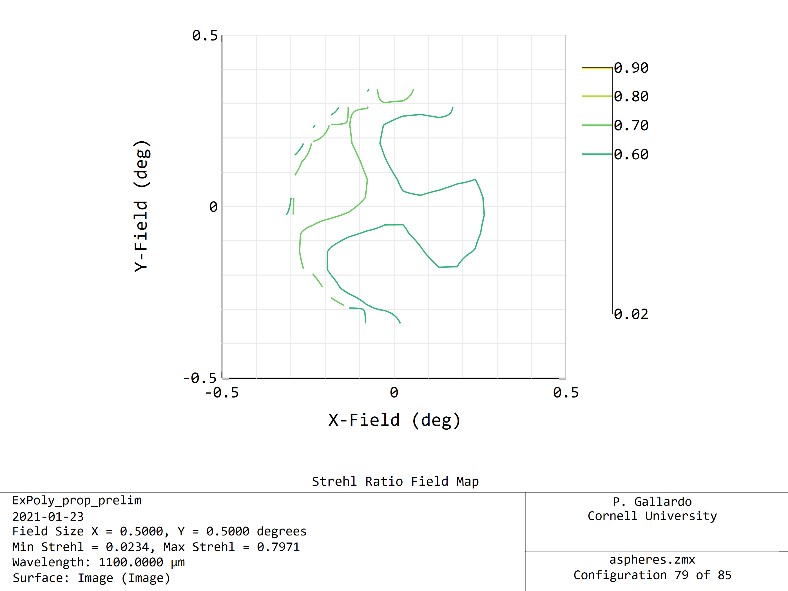 0.5
0
-0.5
-0.5
0
0.5
Y-Field (deg)
X-Field (deg)
0.90
0.80
0.70
0.60
0.02
Strehl Ratio Field Map
ExPoly_prop_prelim
2021-01-23
Field Size X = 0.5000, Y = 0.5000 degrees
Min Strehl = 0.0234, Max Strehl = 0.7971
Wavelength: 1100.0000 µm
Surface: Image (Image)
P. Gallardo
Cornell University
aspheres.zmx
Configuration 79 of 85